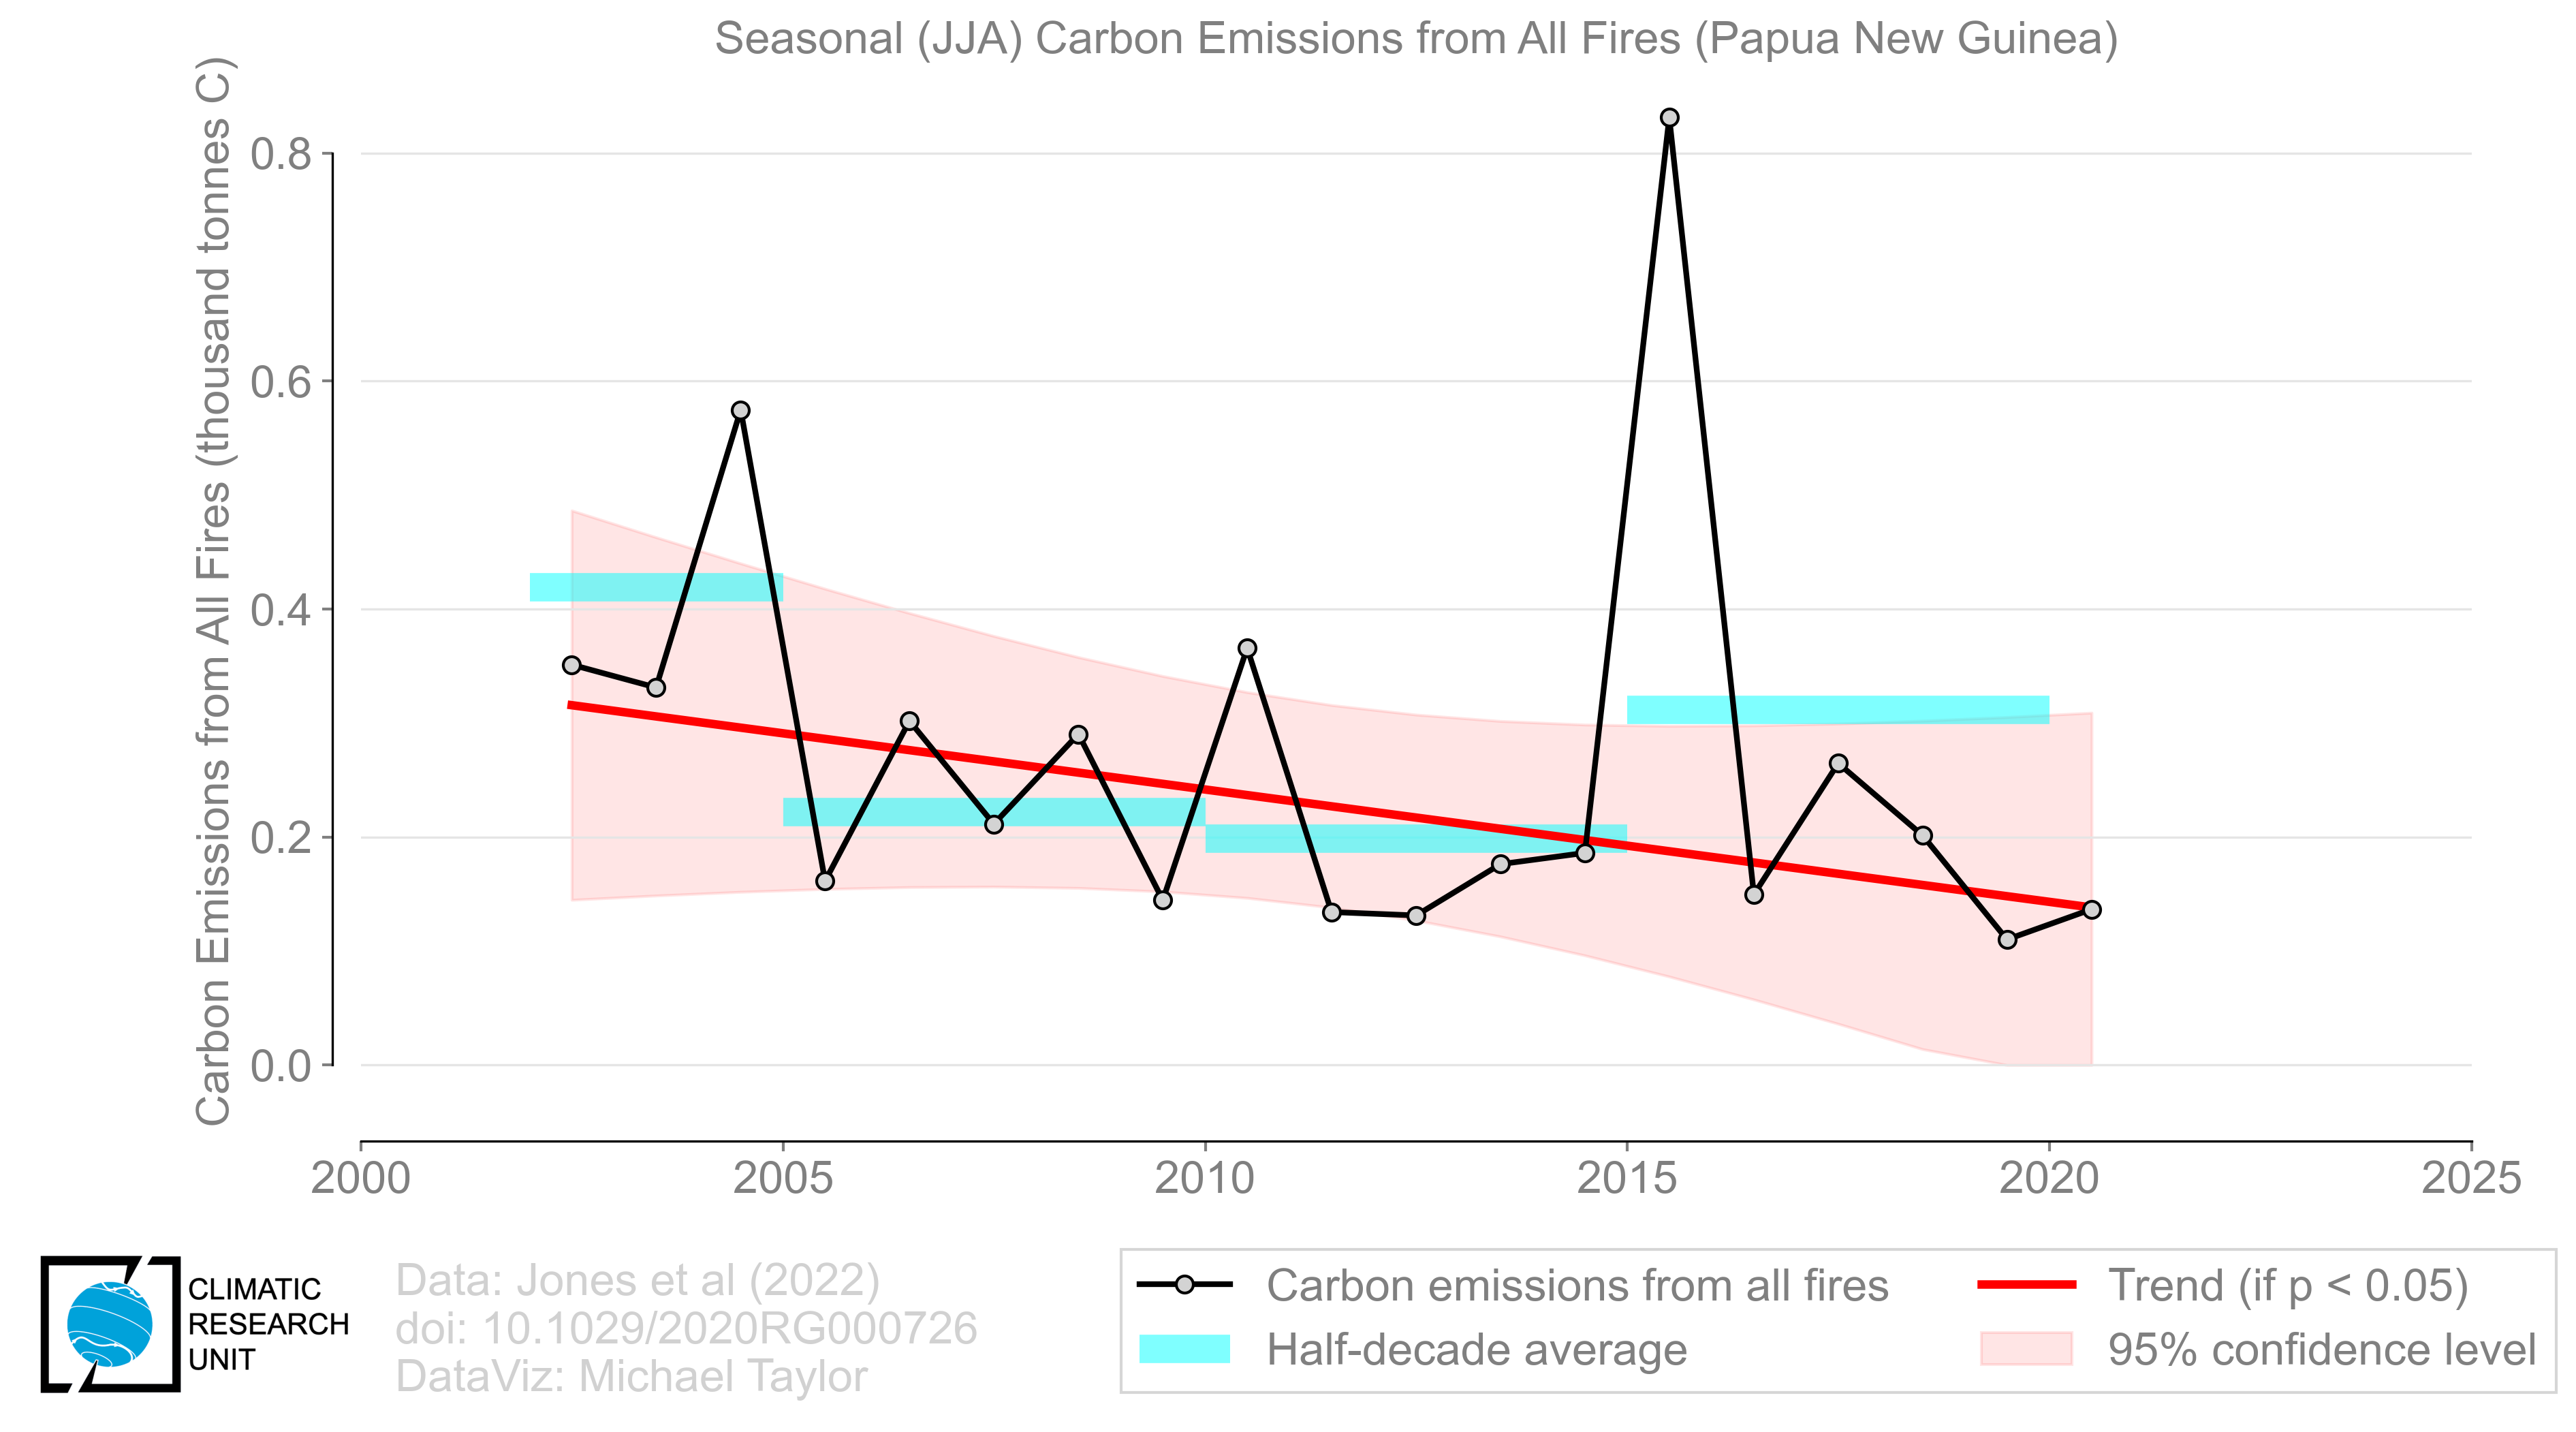 Seasonal (JJA) Carbon Emissions from All Fires (Papua New Guinea)
Carbon Emissions from All Fires (thousand tonnes C)
0.8
0.6
0.4
0.2
0.0
2000 2005 2010 2015 2020 2025
CLIMATIC
RESEARCH
UNIT
Data: Jones et al (2022)
doi: 10.1029/2020RG000726
DataViz: Michael Taylor
Carbon emissions from all fires
Half-decade average
Trend (if p < 0.05)
95% confidence level